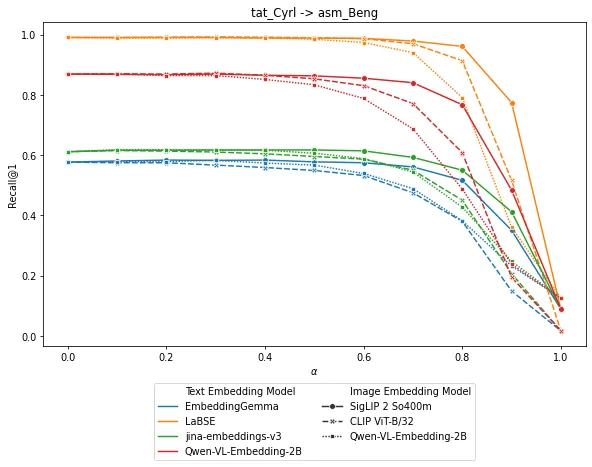 tat_Cyrl -> asm_Beng
Recall@1
1.0
0.8
0.6
0.4
0.2
0.0
0.0 0.2 0.4 0.6 0.8 1.0
α
Text Embedding Model
EmbeddingGemma
LaBSE
jina-embeddings-v3
Qwen-VL-Embedding-2B
Image Embedding Model
SigLIP 2 So400m
CLIP ViT-B/32
Qwen-VL-Embedding-2B